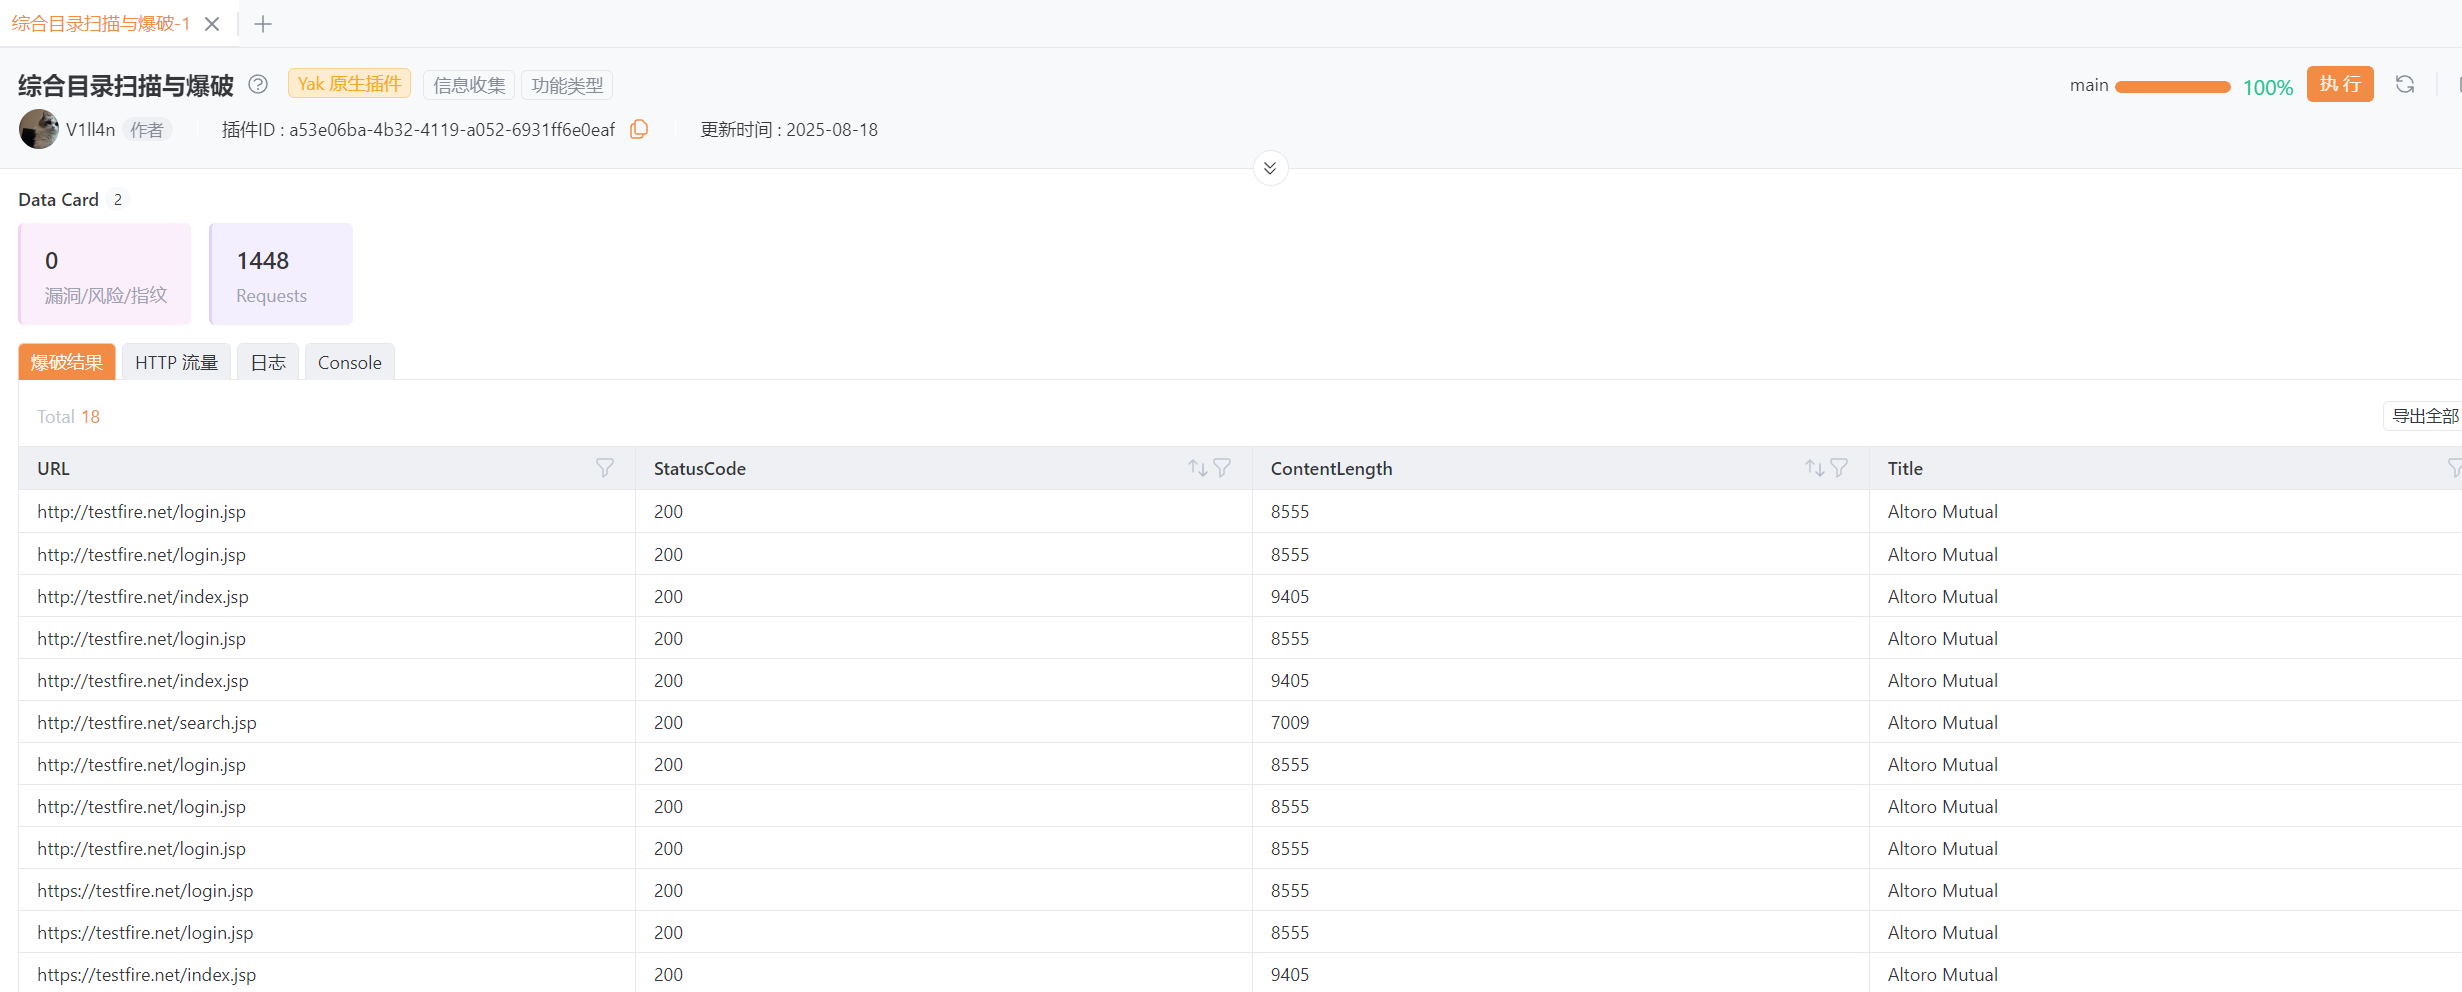 综合目录扫描与爆破-1
综合目录扫描与爆破 Yak 原生插件 信息收集 功能类型 main 100% 执行
V1ll4n 作者 插件ID : a53e06ba-4b32-4119-a052-6931ff6e0eaf 更新时间 : 2025-08-18
Data Card 2
0
漏洞/风险/指纹
1448
Requests
爆破结果 HTTP 流量 日志 Console
Total 18 导出全部
URL StatusCode ContentLength Title
http://testfire.net/login.jsp 200 8555 Altoro Mutual
http://testfire.net/login.jsp 200 8555 Altoro Mutual
http://testfire.net/index.jsp 200 9405 Altoro Mutual
http://testfire.net/login.jsp 200 8555 Altoro Mutual
http://testfire.net/index.jsp 200 9405 Altoro Mutual
http://testfire.net/search.jsp 200 7009 Altoro Mutual
http://testfire.net/login.jsp 200 8555 Altoro Mutual
http://testfire.net/login.jsp 200 8555 Altoro Mutual
http://testfire.net/login.jsp 200 8555 Altoro Mutual
https://testfire.net/login.jsp 200 8555 Altoro Mutual
https://testfire.net/login.jsp 200 8555 Altoro Mutual
https://testfire.net/index.jsp 200 9405 Altoro Mutual